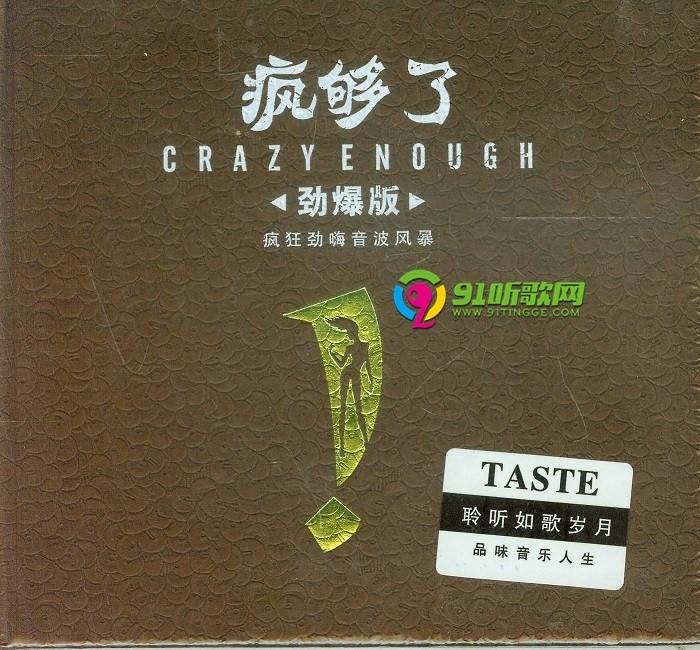 疯够了
CRAZY ENOUGH
劲爆版
疯狂劲嗨音波风暴
91听歌网
WWW.91TINGGE.COM
TASTE
聆听如歌岁月
品味音乐人生